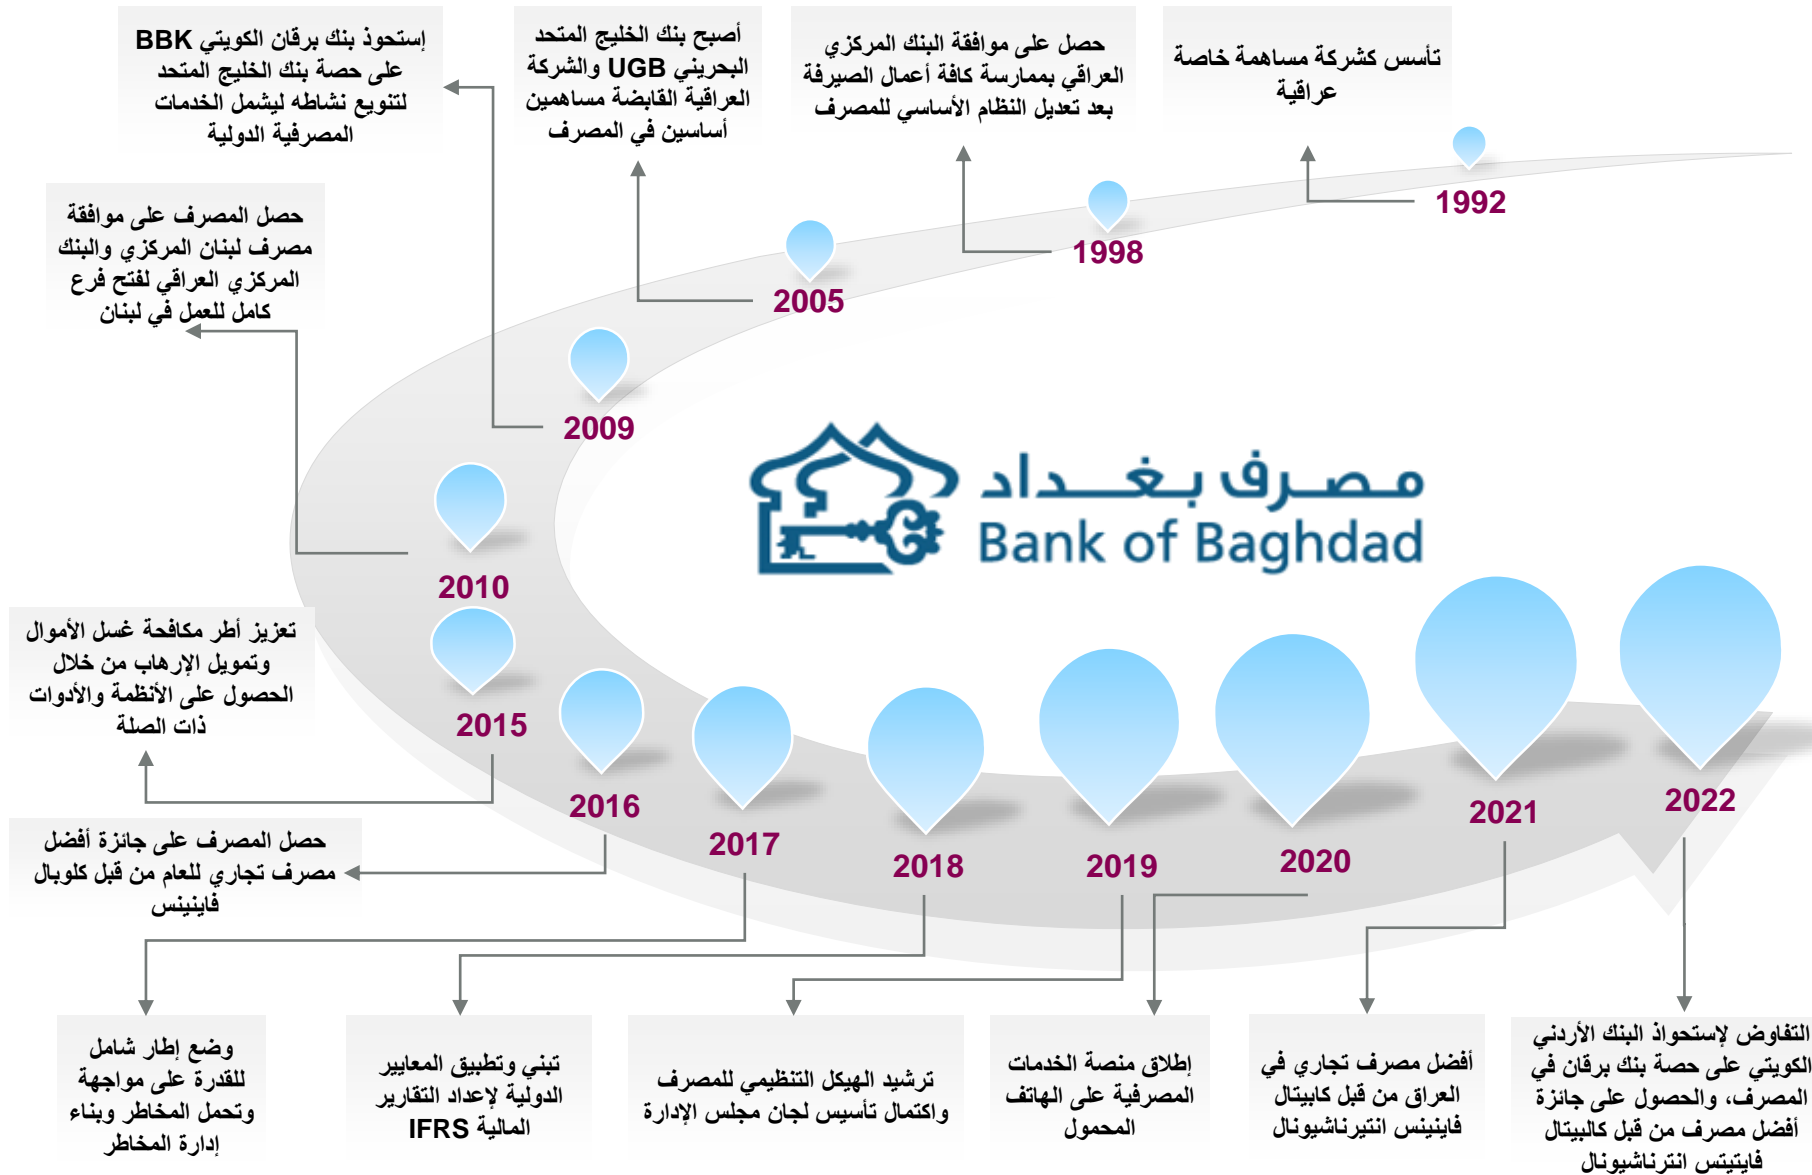 تأسس كشركة مساهمة خاصة
عراقية
1992
حصل على موافقة البنك المركزي
العراقي بممارسة كافة أعمال الصيرفة
بعد تعديل النظام الأساسي للمصرف
1998
أصبح بنك الخليج المتحد
البحريني UGB والشركة
العراقية القابضة مساهمين
أساسين في المصرف
2005
إستحوذ بنك برقان الكويتي BBK
على حصة بنك الخليج المتحد
لتنويع نشاطه ليشمل الخدمات
المصرفية الدولية
2009
حصل المصرف على موافقة
مصرف لبنان المركزي والبنك
المركزي العراقي لفتح فرع
كامل للعمل في لبنان
2010
مصرف بغداد
Bank of Baghdad
تعزيز أطر مكافحة غسل الأموال
وتمويل الإرهاب من خلال
الحصول على الأنظمة والأدوات
ذات الصلة
2015
حصل المصرف على جائزة أفضل
مصرف تجاري للعام من قبل كلوبال
فاينينس
2016
2017
وضع إطار شامل
للقدرة على مواجهة
وتحمل المخاطر وبناء
إدارة المخاطر
2018
تبني وتطبيق المعايير
الدولية لإعداد التقارير
المالية IFRS
2019
ترشيد الهيكل التنظيمي للمصرف
واكتمال تأسيس لجان مجلس الإدارة
2020
إطلاق منصة الخدمات
المصرفية على الهاتف
المحمول
2021
أفضل مصرف تجاري في
العراق من قبل كابيتال
فاينينس انتيرناشيونال
2022
التفاوض لإستحواذ البنك الأردني
الكويتي على حصة بنك برقان في
المصرف، والحصول على جائزة
أفضل مصرف من قبل كالبيتال
فايتيتس انترناشيونال